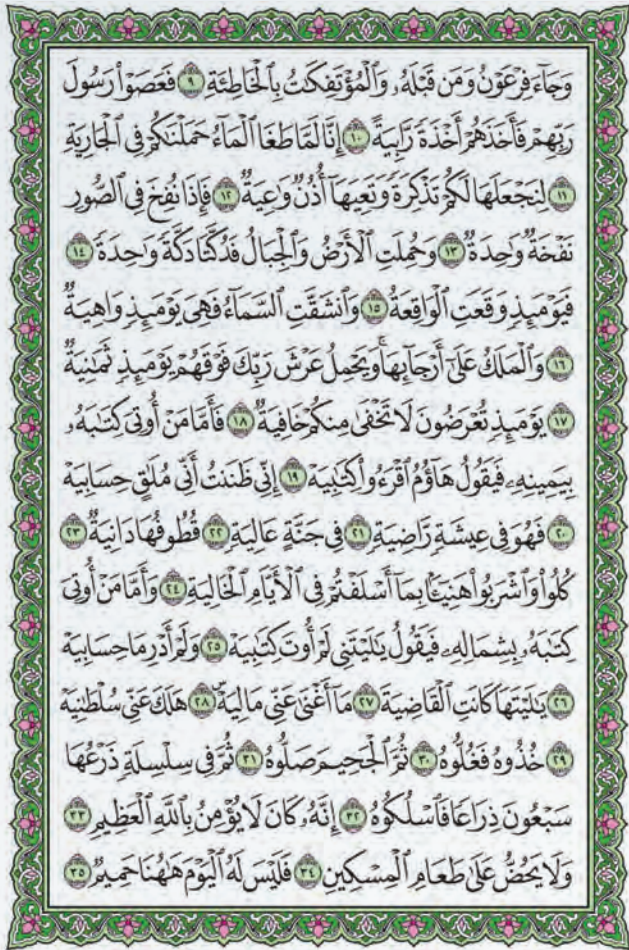 وَجَآءَ فِرْعَوْنُ وَمَن قَبْلَهُۥ وَٱلْمُؤْتَفِكَٰتُ بِٱلْخَاطِئَةِ ٩ فَعَصَوْا۟ رَسُولَ
رَبِّهِمْ فَأَخَذَهُمْ أَخْذَةً رَّابِيَةً ١٠ إِنَّا لَمَّا طَغَا ٱلْمَآءُ حَمَلْنَٰكُمْ فِى ٱلْجَارِيَةِ
١١ لِنَجْعَلَهَا لَكُمْ تَذْكِرَةً وَتَعِيَهَآ أُذُنٌ وَٰعِيَةٌ ١٢ فَإِذَا نُفِخَ فِى ٱلصُّورِ
نَفْخَةٌ وَٰحِدَةٌ ١٣ وَحُمِلَتِ ٱلْأَرْضُ وَٱلْجِبَالُ فَدُكَّتَا دَكَّةً وَٰحِدَةً ١٤
فَيَوْمَئِذٍ وَقَعَتِ ٱلْوَاقِعَةُ ١٥ وَٱنشَقَّتِ ٱلسَّمَآءُ فَهِىَ يَوْمَئِذٍ وَاهِيَةٌ
١٦ وَٱلْمَلَكُ عَلَىٰٓ أَرْجَآئِهَا ۚ وَيَحْمِلُ عَرْشَ رَبِّكَ فَوْقَهُمْ يَوْمَئِذٍ ثَمَٰنِيَةٌ
١٧ يَوْمَئِذٍ تُعْرَضُونَ لَا تَخْفَىٰ مِنكُمْ خَافِيَةٌ ١٨ فَأَمَّا مَنْ أُوتِىَ كِتَٰبَهُۥ
بِيَمِينِهِۦ فَيَقُولُ هَآؤُمُ ٱقْرَءُوا۟ كِتَٰبِيَهْ ١٩ إِنِّى ظَنَنتُ أَنِّى مُلَٰقٍ حِسَابِيَهْ
٢٠ فَهُوَ فِى عِيشَةٍ رَّاضِيَةٍ ٢١ فِى جَنَّةٍ عَالِيَةٍ ٢٢ قُطُوفُهَا دَانِيَةٌ ٢٣
كُلُوا۟ وَٱشْرَبُوا۟ هَنِيٓـًٔۢا بِمَآ أَسْلَفْتُمْ فِى ٱلْأَيَّامِ ٱلْخَالِيَةِ ٢٤ وَأَمَّا مَنْ أُوتِىَ
كِتَٰبَهُۥ بِشِمَالِهِۦ فَيَقُولُ يَٰلَيْتَنِى لَمْ أُوتَ كِتَٰبِيَهْ ٢٥ وَلَمْ أَدْرِ مَا حِسَابِيَهْ
٢٦ يَٰلَيْتَهَا كَانَتِ ٱلْقَاضِيَةَ ٢٧ مَآ أَغْنَىٰ عَنِّى مَالِيَهْ ۜ ٢٨ هَلَكَ عَنِّى سُلْطَٰنِيَهْ
٢٩ خُذُوهُ فَغُلُّوهُ ٣٠ ثُمَّ ٱلْجَحِيمَ صَلُّوهُ ٣١ ثُمَّ فِى سِلْسِلَةٍ ذَرْعُهَا
سَبْعُونَ ذِرَاعًا فَٱسْلُكُوهُ ٣٢ إِنَّهُۥ كَانَ لَا يُؤْمِنُ بِٱللَّهِ ٱلْعَظِيمِ ٣٣
وَلَا يَحُضُّ عَلَىٰ طَعَامِ ٱلْمِسْكِينِ ٣٤ فَلَيْسَ لَهُ ٱلْيَوْمَ هَٰهُنَا حَمِيمٌ ٣٥